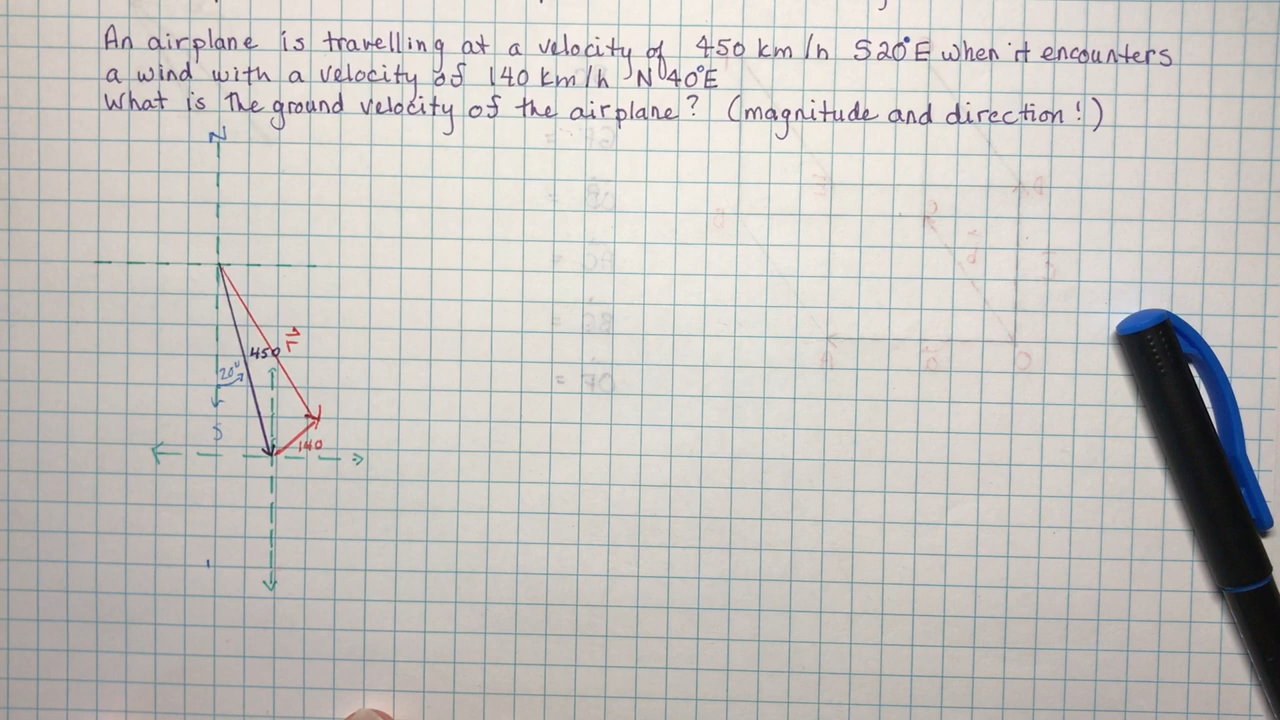 An airplane is travelling at a velocity of 450 km/h S20°E when it encounters
a wind with a velocity of 140 km/h N40°E
What is the ground velocity of the airplane? (magnitude and direction!)
N
r
450
20°
S
140